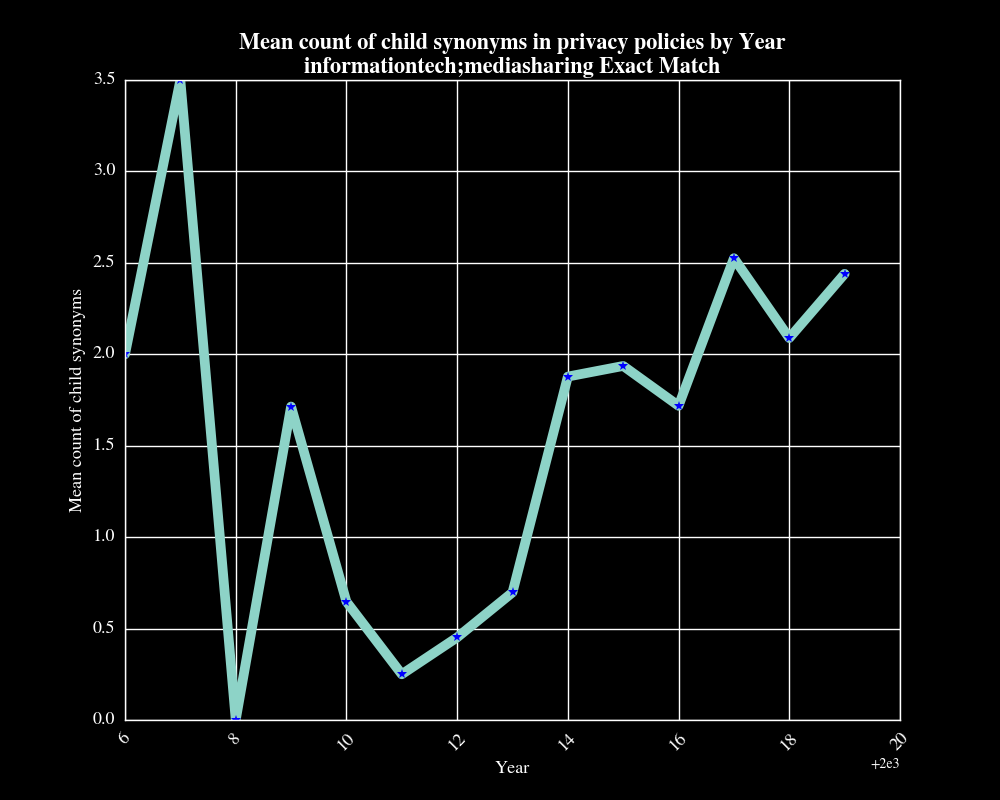 Mean count of child synonyms in privacy policies by Year
informationtech;mediasharing Exact Match
3.5
3.0
2.5
2.0
1.5
1.0
0.5
0.0
Mean count of child synonyms
6 8 10 12 14 16 18 20
+2e3
Year